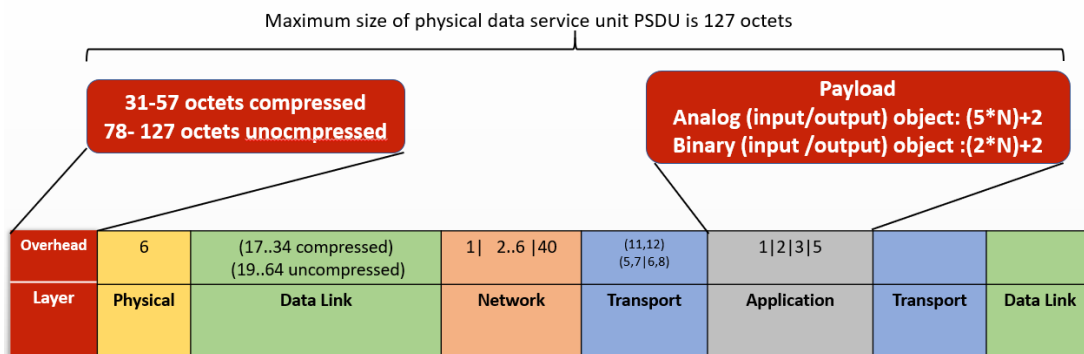 Maximum size of physical data service unit PSDU is 127 octets
31-57 octets compressed
78- 127 octets unocmpressed
Payload
Analog (input/output) object: (5*N)+2
Binary (input /output) object :(2*N)+2
Overhead
6
(17..34 compressed)
(19..64 uncompressed)
1| 2..6 |40
(11,12)
(5,7|6,8)
1|2|3|5
Layer
Physical
Data Link
Network
Transport
Application
Transport
Data Link